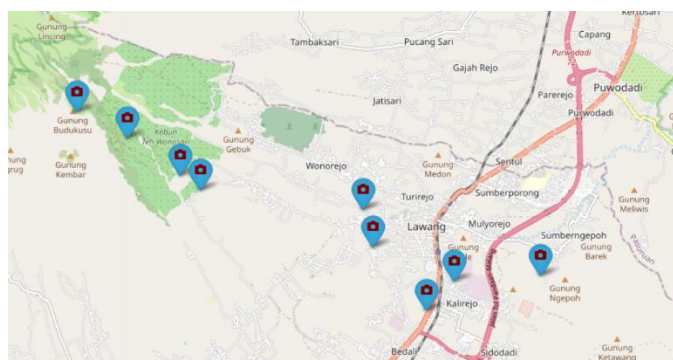 Gunung
Lincing
Tambaksari
Pucang Sari
Capang
Purwodadi
Gajah Rejo
Parerejo
Puwodadi
Jatisari
Purwodadi
Gunung
Budukusu
Kebun
Teh Wonosari
Gunung
Gebuk
Wonorejo
Gunung
Medon
Sentul
Gunung
Kembar
Turirejo
Sumberporong
Gunung
Meliwis
Lawang
Mulyorejo
Sumberngepoh
Pasuruan
Gunung
Gunung
Barek
Kalirejo
Gunung
Ngepoh
Bedali
Sidodadi
Gunung
Ketawang